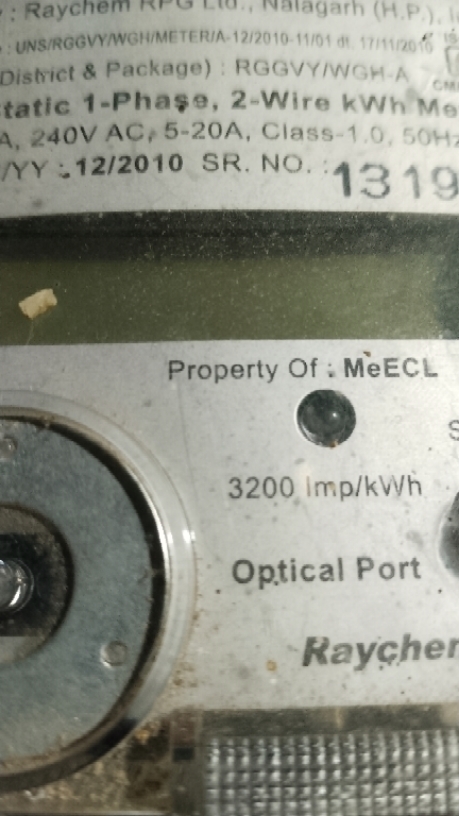 : Raychem RPG Ltd., Nalagarh (H.P.),
: UNS/RGGVY/WGH/METER/A-12/2010-11/01 dt. 17/11/2010
(District & Package) : RGGVY/WGH-A
tatic 1-Phase, 2-Wire kWh Me
A, 240V AC, 5-20A, Class-1.0, 50Hz
/YY : 12/2010 SR. NO. : 1319
Property Of : MeECL
3200 Imp/kWh
Optical Port
Rayche